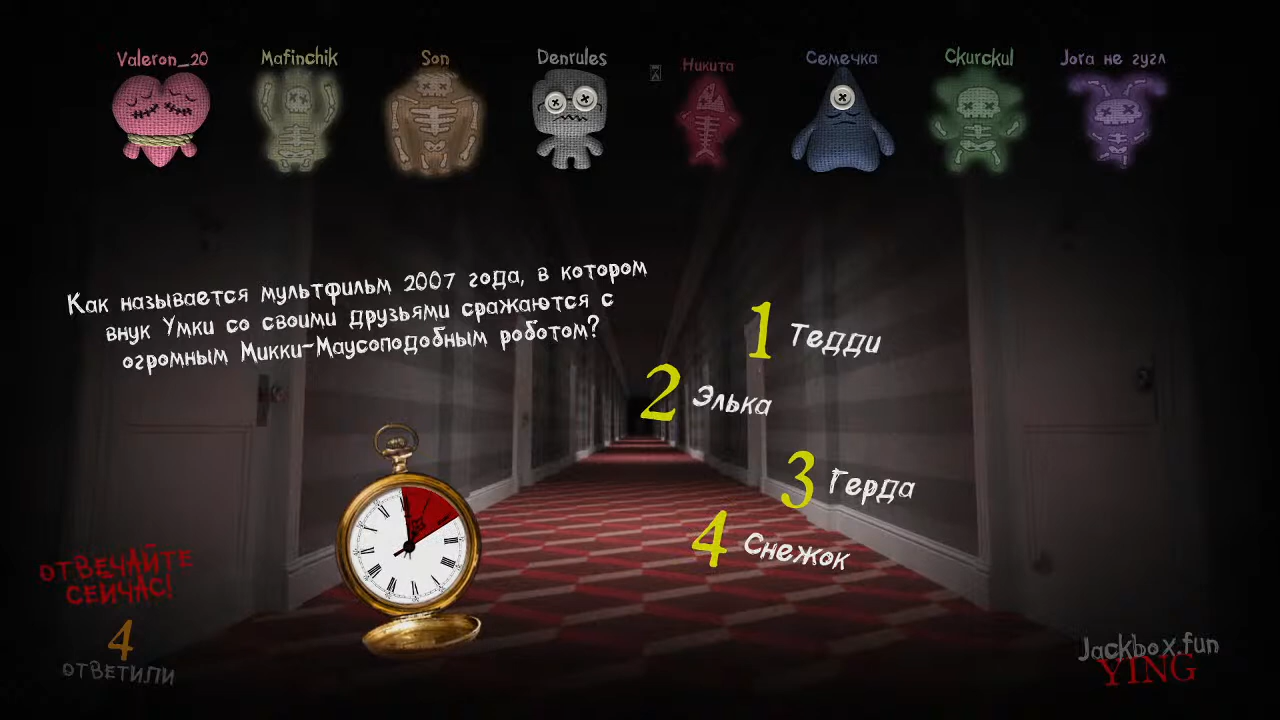 Valeron_20
Mafinchik
Son
Denrules
Никита
Семечка
Ckurckul
Jora не гугл
Как называется мультфильм 2007 года, в котором
внук Умки со своими друзьями сражаются с
огромным Микки-Маусоподобным роботом?
1 Тедди
2 Элька
3 Герда
4 Снежок
ОТВЕЧАЙТЕ
СЕЙЧАС!
4
ОТВЕТИЛИ
Jackbox.fun
YING